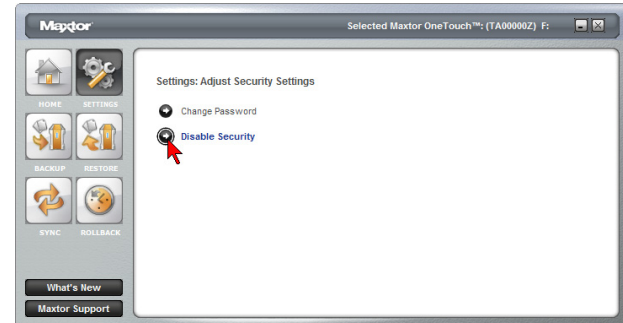 Maxtor
Selected Maxtor OneTouch™: (TA00000Z) F:
HOME SETTINGS
BACKUP RESTORE
SYNC ROLLBACK
What's New
Maxtor Support
Settings: Adjust Security Settings
Change Password
Disable Security